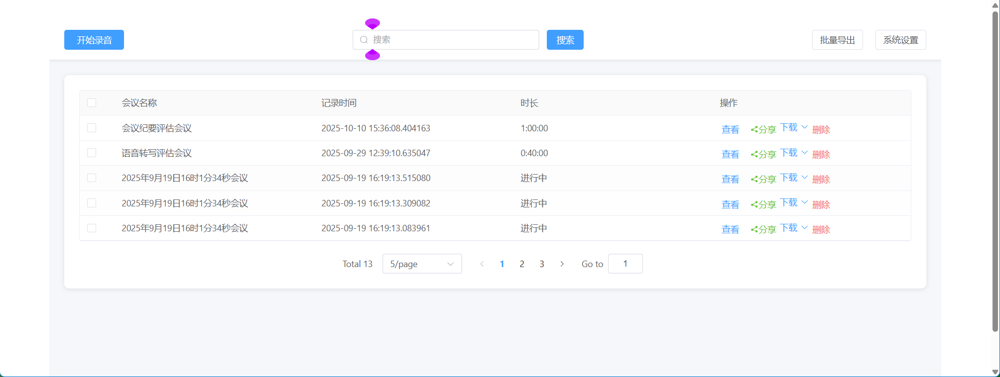 开始录音 搜索 搜索 批量导出 系统设置
会议名称 记录时间 时长 操作
会议纪要评估会议 2025-10-10 15:36:08.404163 1:00:00 查看 分享 下载 删除
语音转写评估会议 2025-09-29 12:39:10.635047 0:40:00 查看 分享 下载 删除
2025年9月19日16时1分34秒会议 2025-09-19 16:19:13.515080 进行中 查看 分享 下载 删除
2025年9月19日16时1分34秒会议 2025-09-19 16:19:13.309082 进行中 查看 分享 下载 删除
2025年9月19日16时1分34秒会议 2025-09-19 16:19:13.083961 进行中 查看 分享 下载 删除
Total 13 5/page 1 2 3 Go to 1